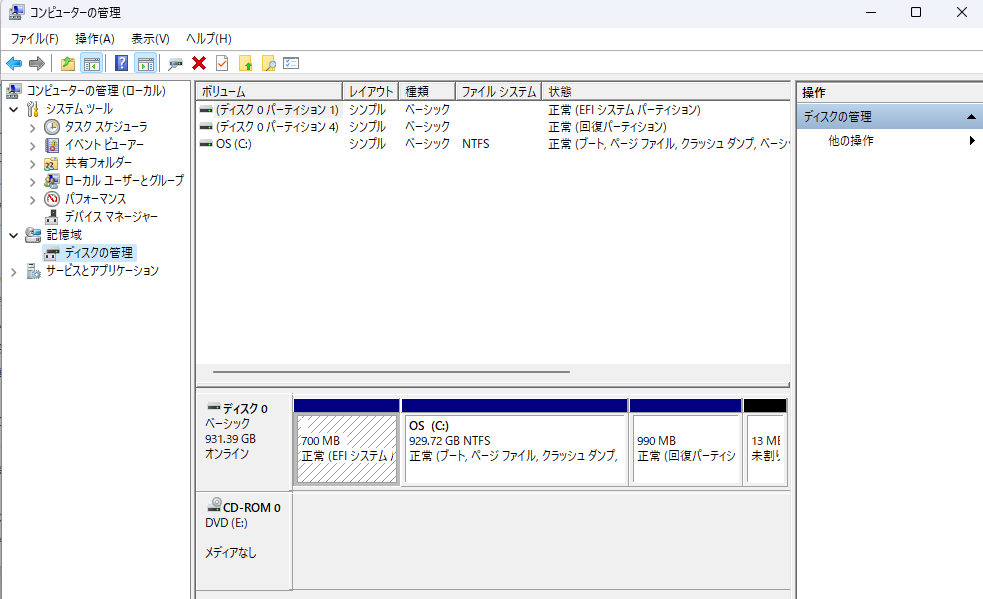 コンピューターの管理
ファイル(F) 操作(A) 表示(V) ヘルプ(H)
コンピューターの管理 (ローカル)
システム ツール
タスク スケジューラ
イベント ビューアー
共有フォルダー
ローカル ユーザーとグループ
パフォーマンス
デバイス マネージャー
記憶域
ディスクの管理
サービスとアプリケーション
ボリューム レイアウト 種類 ファイル システム 状態
(ディスク 0 パーティション 1) シンプル ベーシック 正常 (EFI システム パーティション)
(ディスク 0 パーティション 4) シンプル ベーシック 正常 (回復パーティション)
OS (C:) シンプル ベーシック NTFS 正常 (ブート, ページ ファイル, クラッシュ ダンプ, ベーシ
ディスク 0
ベーシック
931.39 GB
オンライン
700 MB
正常 (EFI システム
OS (C:)
929.72 GB NTFS
正常 (ブート, ページ ファイル, クラッシュ ダンプ,
990 MB
正常 (回復パーティシ
13 ME
未割り
CD-ROM 0
DVD (E:)
メディアなし
操作
ディスクの管理
他の操作